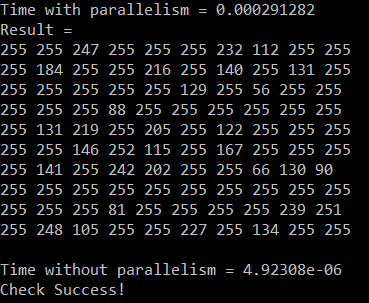 Time with parallelism = 0.000291282
Result =
255 255 247 255 255 255 232 112 255 255
255 184 255 255 216 255 140 255 131 255
255 255 255 255 255 129 255 56 255 255
255 255 255 88 255 255 255 255 255 255
255 131 219 255 205 255 122 255 255 255
255 255 146 252 115 255 167 255 255 255
255 141 255 242 202 255 255 66 130 90
255 255 255 255 255 255 255 255 255 255
255 255 255 81 255 255 255 255 239 251
255 248 105 255 255 227 255 134 255 255
Time without parallelism = 4.92308e-06
Check Success!